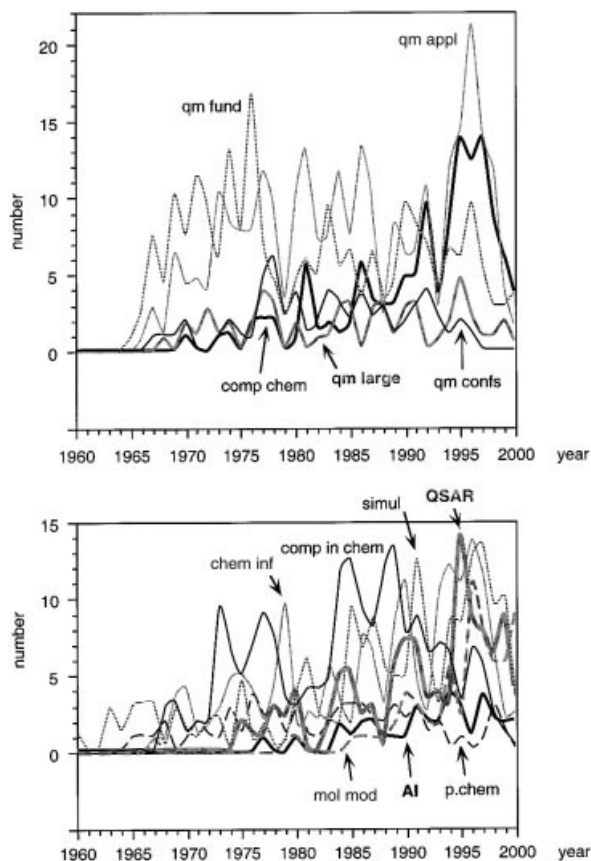 20
15
10
5
0
number
qm appl
qm fund
comp chem
qm large
qm confs
1960 1965 1970 1975 1980 1985 1990 1995 2000 year
15
10
5
0
number
simul
QSAR
comp in chem
chem inf
mol mod
AI
p.chem
1960 1965 1970 1975 1980 1985 1990 1995 2000 year